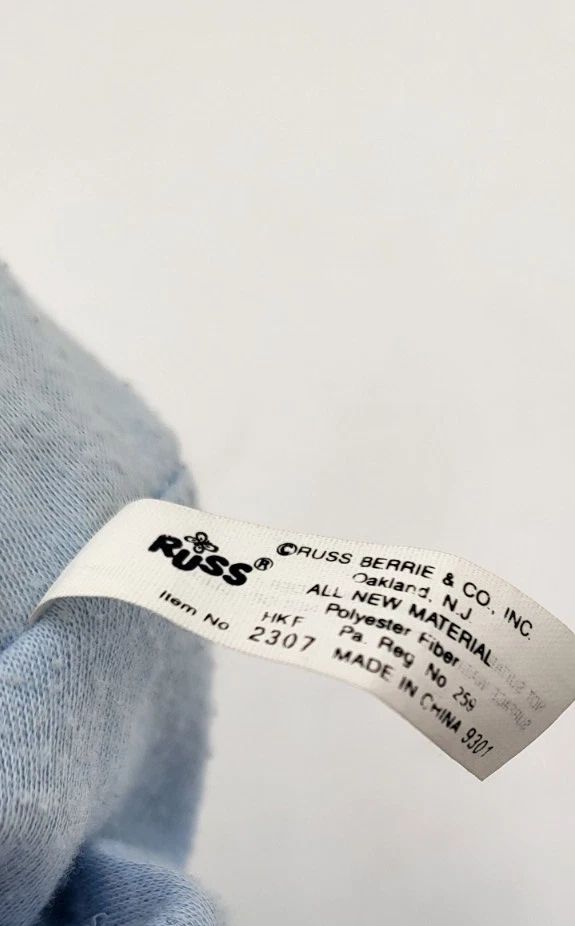 RUSS®
©RUSS BERRIE & CO., INC.
Oakland, N.J.
ALL NEW MATERIAL
Polyester Fiber
Pa. Reg No 259
MADE IN CHINA 9301
HKF
Item No 2307